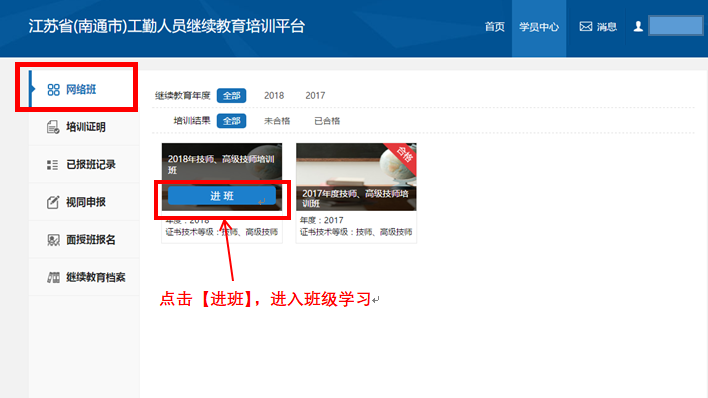 江苏省(南通市)工勤人员继续教育培训平台
首页 学员中心 消息
网络班
培训证明
已报班记录
视同申报
面授班报名
继续教育档案
继续教育年度 全部 2018 2017
培训结果 全部 未合格 已合格
2018年技师、高级技师培训
班
进 班
年度：2018
证书技术等级：技师、高级技师
合格
2017年度技师、高级技师培
训班
年度：2017
证书技术等级：技师、高级技师
点击【进班】，进入班级学习